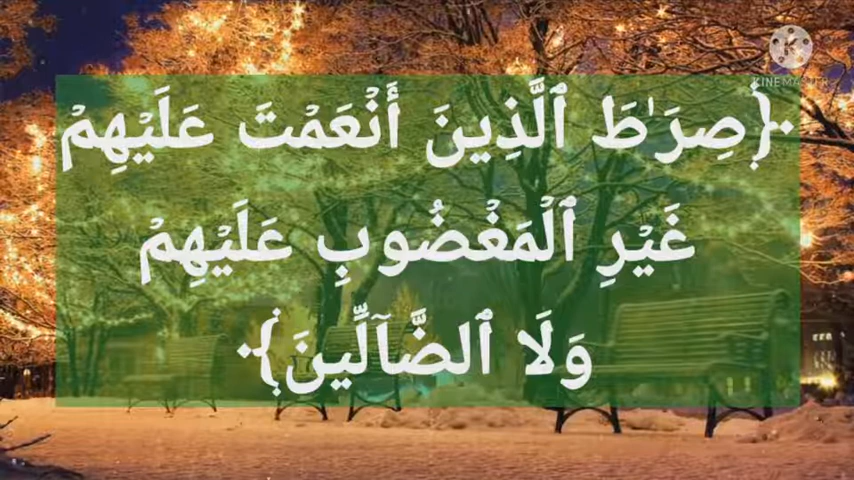 KINEMASTER
﴿صِرَٰطَ ٱلَّذِينَ أَنْعَمْتَ عَلَيْهِمْ
غَيْرِ ٱلْمَغْضُوبِ عَلَيْهِمْ
وَلَا ٱلضَّآلِّينَ﴾